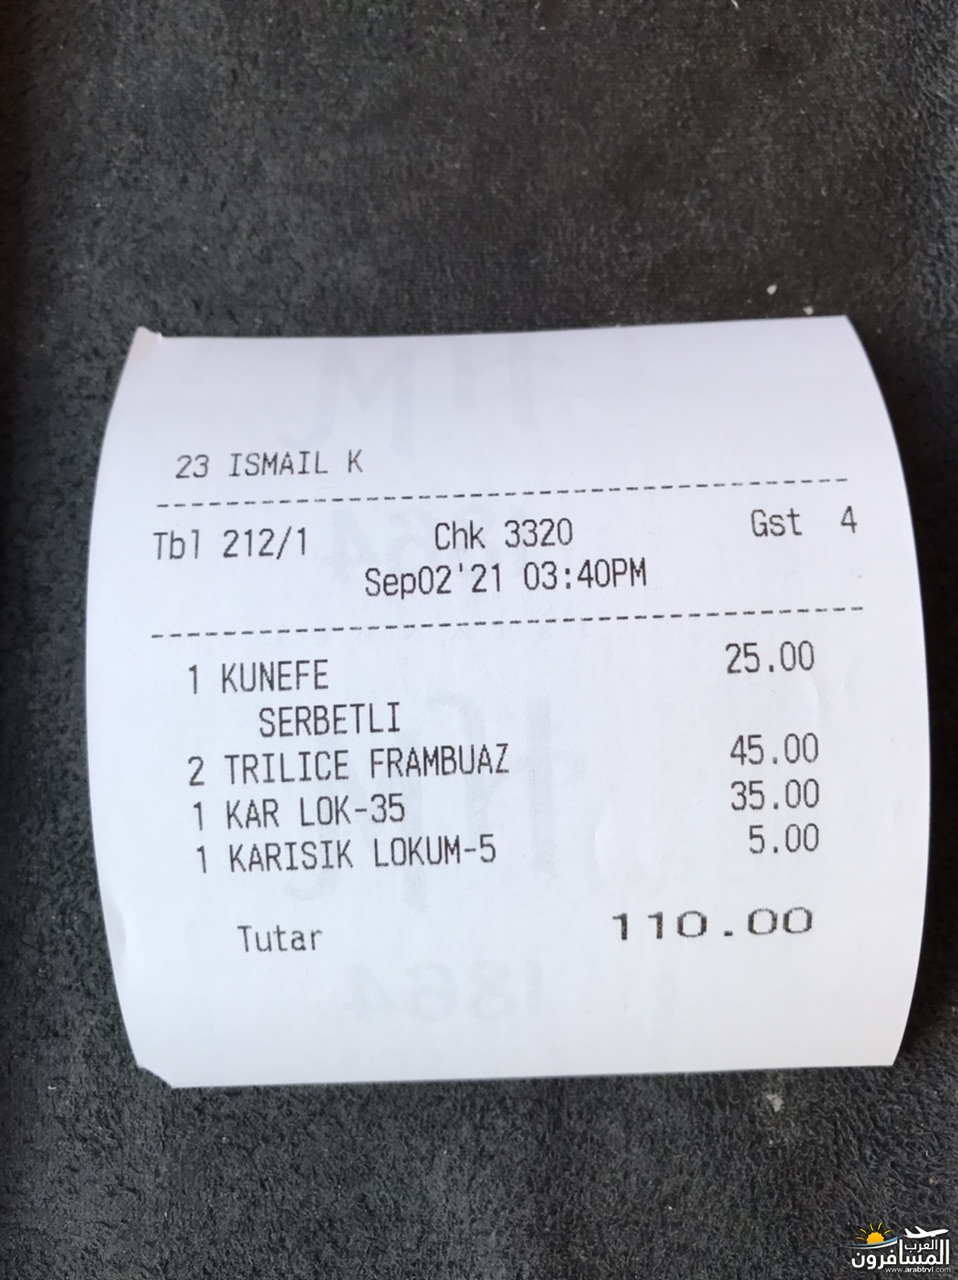 23 ISMAIL K
Tbl 212/1 Chk 3320 Gst 4
Sep02'21 03:40PM
1 KUNEFE 25.00
SERBETLI
2 TRILICE FRAMBUAZ 45.00
1 KAR LOK-35 35.00
1 KARISIK LOKUM-5 5.00
Tutar 110.00
العرب
المسافرون
www.arabtrvl.com